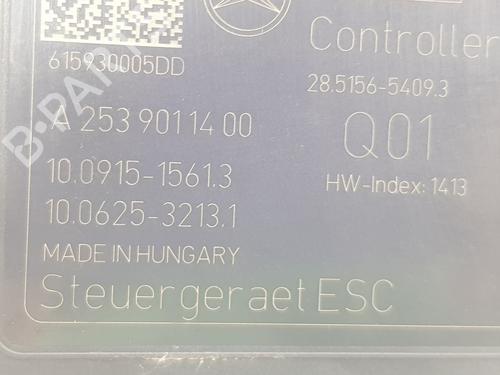 Controller
615930005DD
28.5156-5409.3
A 253 901 14 00
Q01
10.0915-1561.3
HW-Index: 1413
10.0625-3213.1
MADE IN HUNGARY
Steuergeraet ESC
B-PARTS